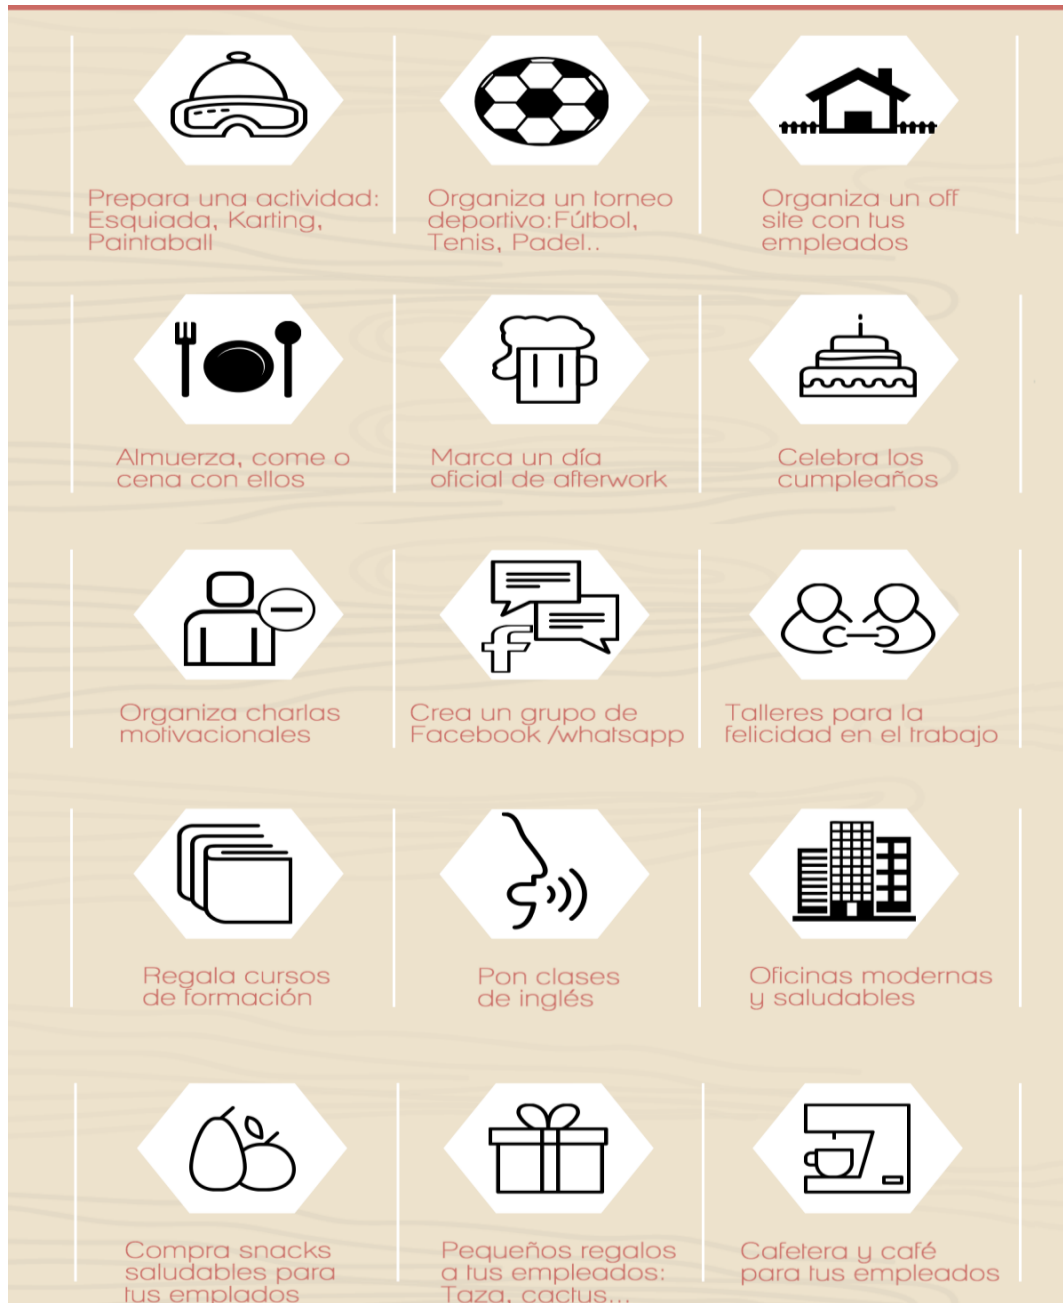 Prepara una actividad:
Esquiada, Karting,
Paintaball
Organiza un torneo
deportivo:Fútbol,
Tenis, Padel..
Organiza un off
site con tus
empleados
Almuerza, come o
cena con ellos
Marca un día
oficial de afterwork
Celebra los
cumpleaños
Organiza charlas
motivacionales
Crea un grupo de
Facebook /whatsapp
Talleres para la
felicidad en el trabajo
Regala cursos
de formación
Pon clases
de inglés
Oficinas modernas
y saludables
Compra snacks
saludables para
tus emplados
Pequeños regalos
a tus empleados:
Taza, cactus...
Cafetera y café
para tus empleados